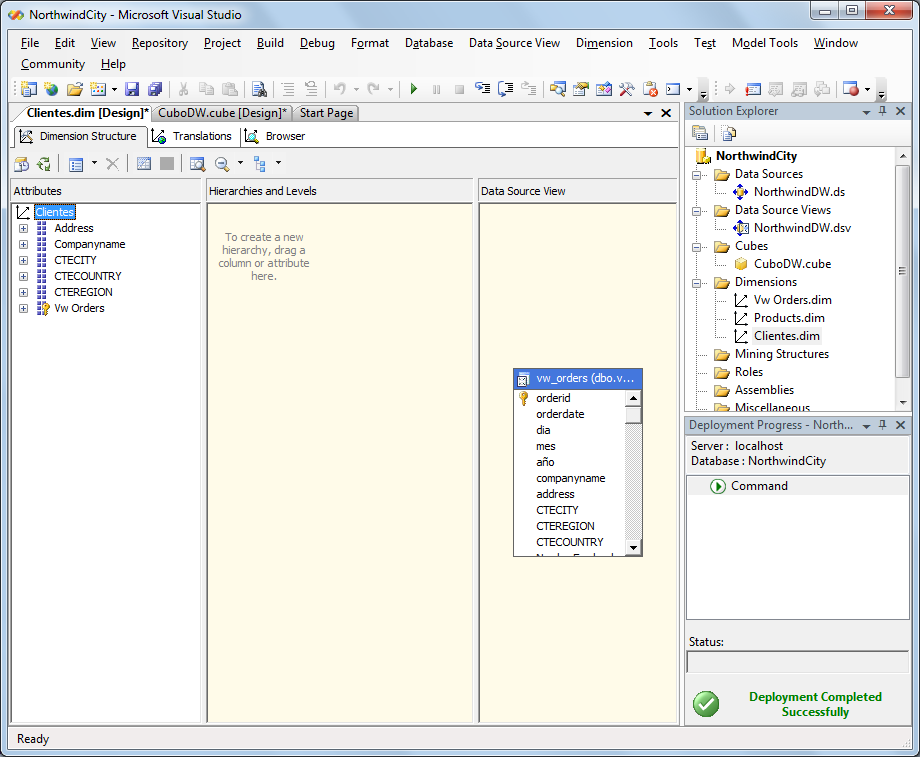 NorthwindCity - Microsoft Visual Studio
File Edit View Repository Project Build Debug Format Database Data Source View Dimension Tools Test Model Tools Window
Community Help
Clientes.dim [Design]* CuboDW.cube [Design]* Start Page
Dimension Structure Translations Browser
Attributes
Clientes
Address
Companyname
CTECITY
CTECOUNTRY
CTEREGION
Vw Orders
Hierarchies and Levels
To create a new
hierarchy, drag a
column or attribute
here.
Data Source View
vw_orders (dbo.v...
orderid
orderdate
dia
mes
año
companyname
address
CTECITY
CTEREGION
CTECOUNTRY
Solution Explorer
NorthwindCity
Data Sources
NorthwindDW.ds
Data Source Views
NorthwindDW.dsv
Cubes
CuboDW.cube
Dimensions
Vw Orders.dim
Products.dim
Clientes.dim
Mining Structures
Roles
Assemblies
Miscellaneous
Deployment Progress - North...
Server : localhost
Database : NorthwindCity
Command
Status:
Deployment Completed
Successfully
Ready